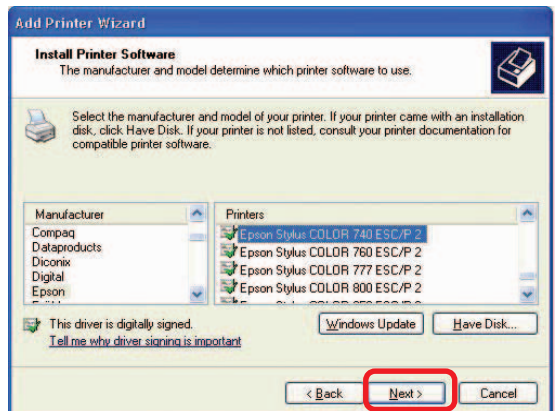 Add Printer Wizard
Install Printer Software
The manufacturer and model determine which printer software to use.
Select the manufacturer and model of your printer. If your printer came with an installation
disk, click Have Disk. If your printer is not listed, consult your printer documentation for
compatible printer software.
Manufacturer
Compaq
Dataproducts
Diconix
Digital
Epson
Printers
Epson Stylus COLOR 740 ESC/P 2
Epson Stylus COLOR 760 ESC/P 2
Epson Stylus COLOR 777 ESC/P 2
Epson Stylus COLOR 800 ESC/P 2
This driver is digitally signed.
Tell me why driver signing is important
Windows Update
Have Disk...
< Back
Next >
Cancel